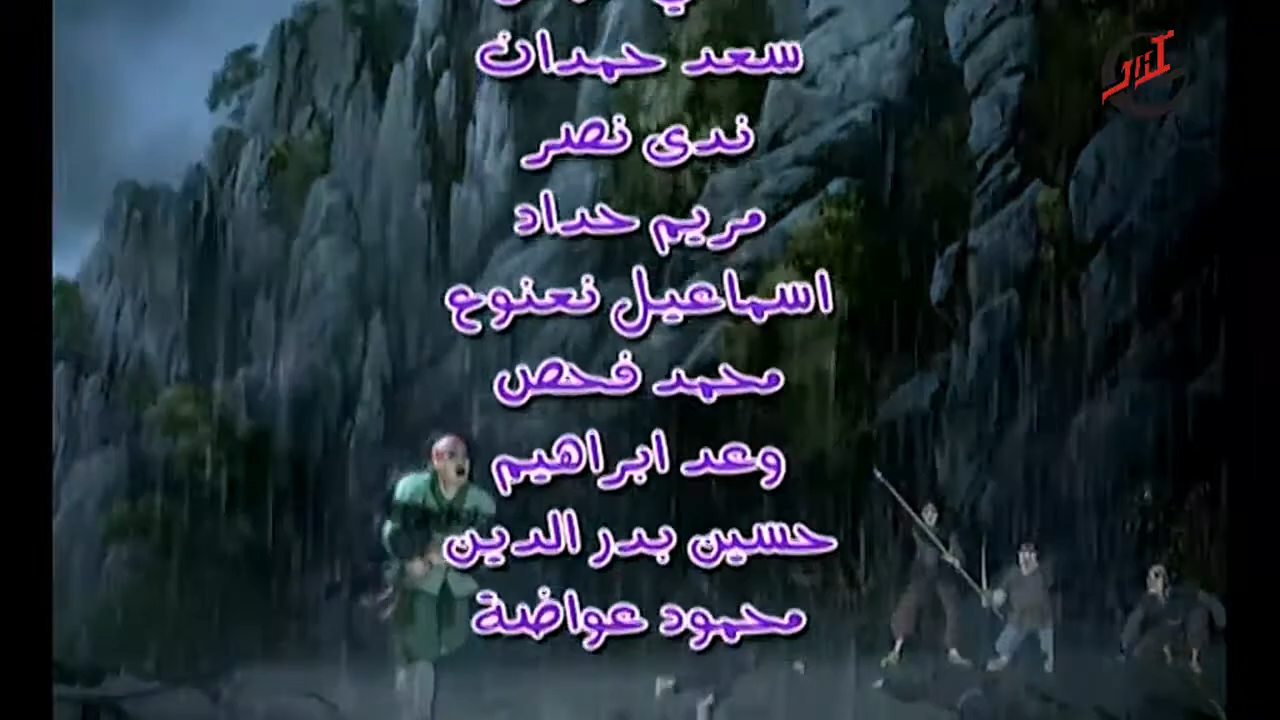 سعد حمدان
ندى نصر
مريم حداد
اسماعيل نعنوع
محمد فحص
وعد ابراهيم
حسين بدر الدين
محمود عواضة